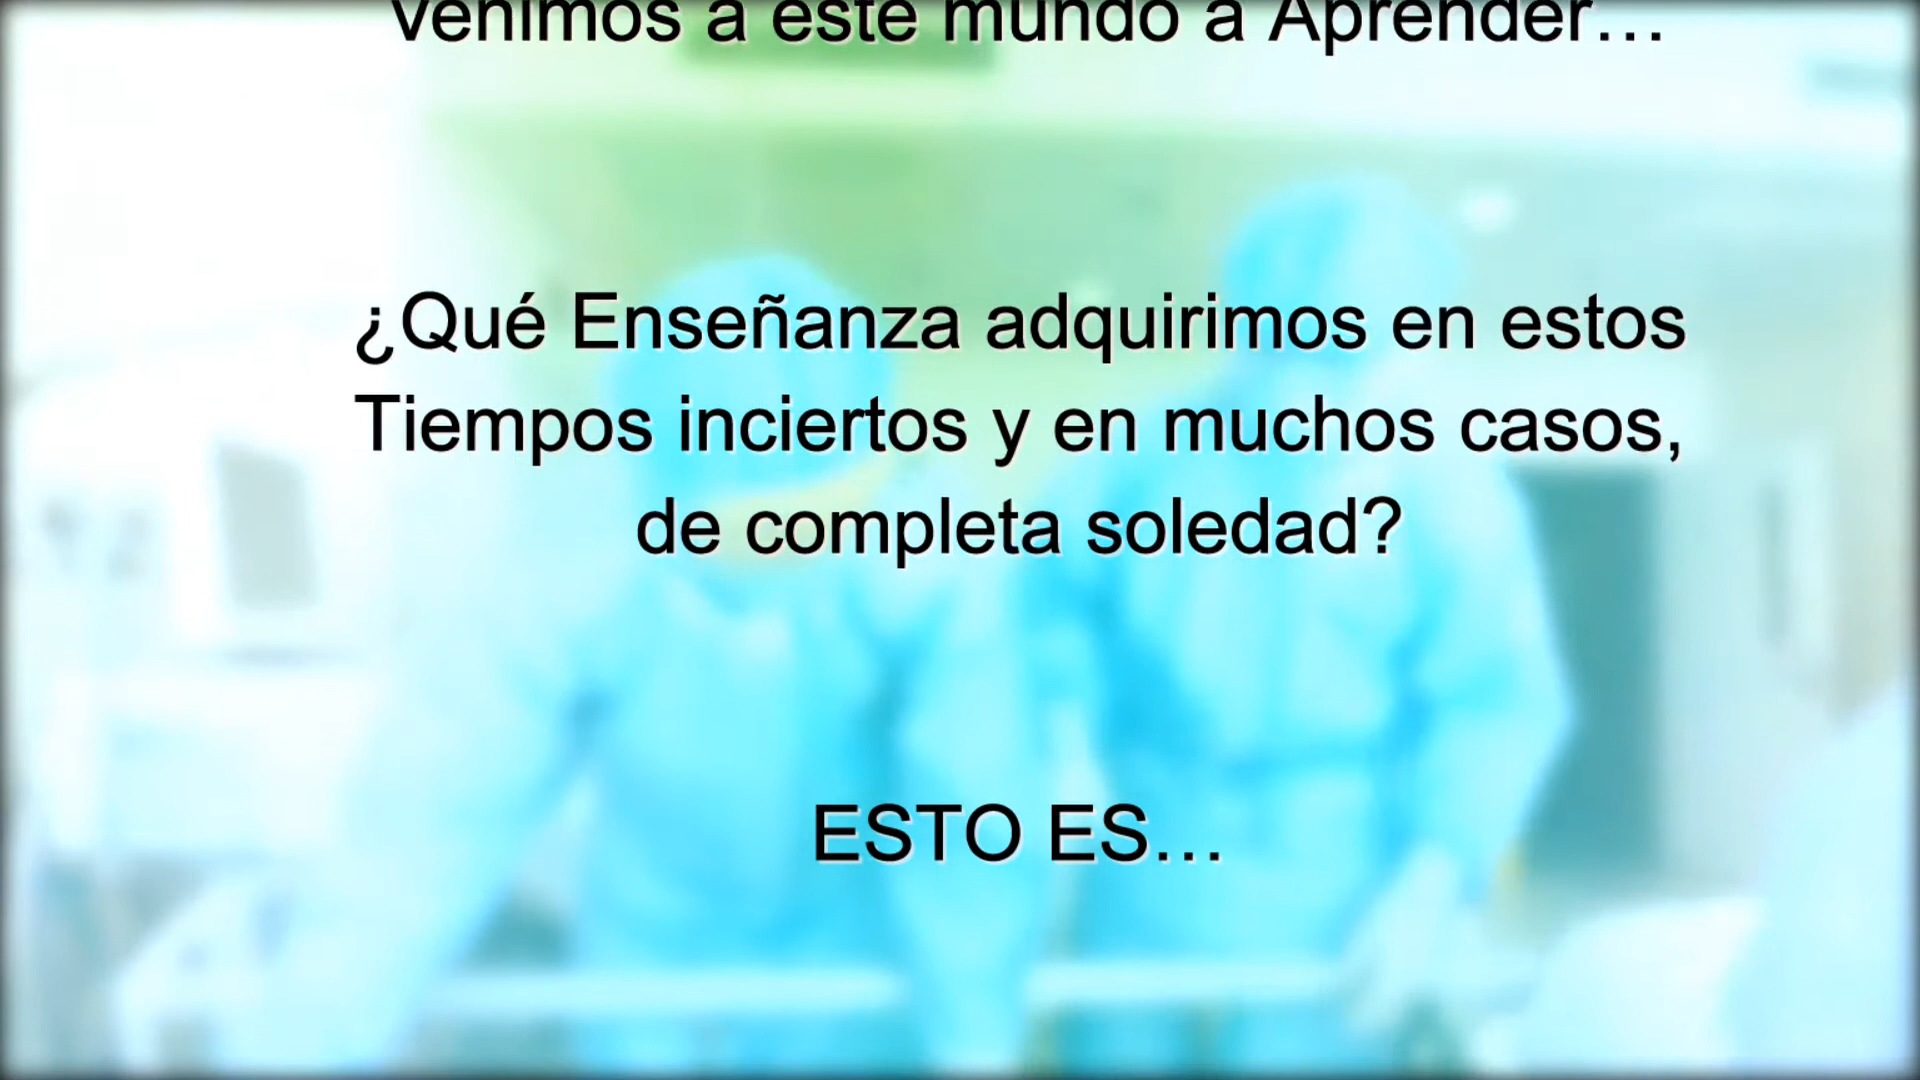 venimos a este mundo a Aprender…
¿Qué Enseñanza adquirimos en estos
Tiempos inciertos y en muchos casos,
de completa soledad?
ESTO ES…